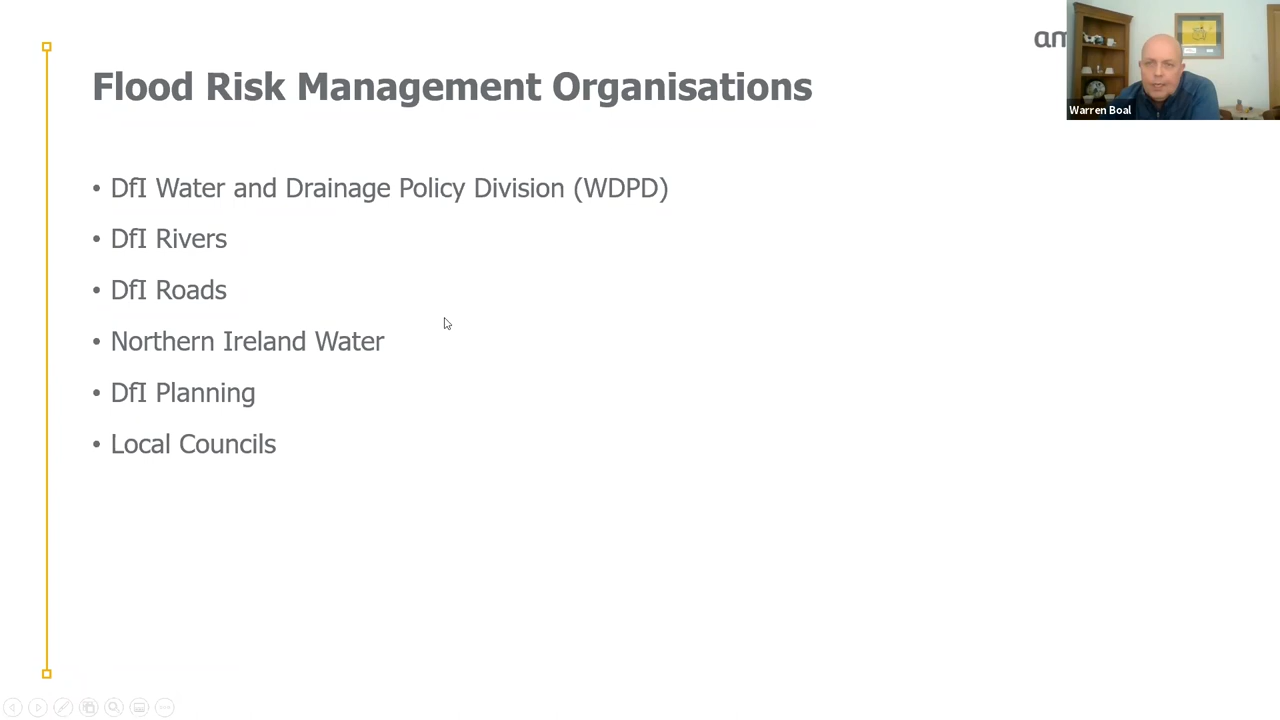 Flood Risk Management Organisations
am
Warren Boal
• DfI Water and Drainage Policy Division (WDPD)
• DfI Rivers
• DfI Roads
• Northern Ireland Water
• DfI Planning
• Local Councils